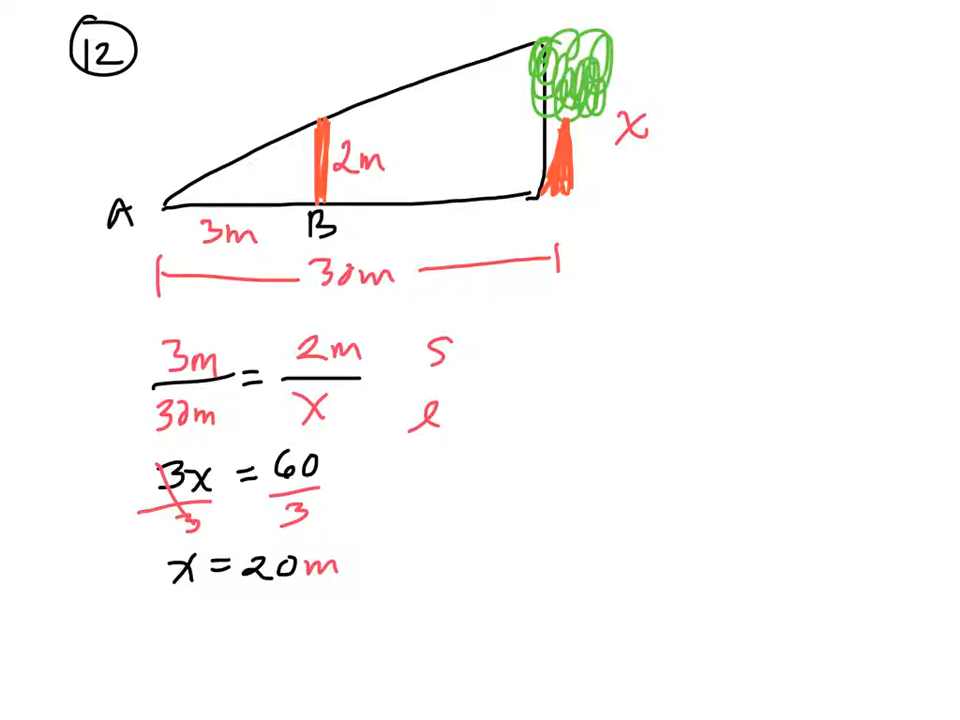 12
x
2m
A
3m
B
30m
3m/30m = 2m/x
s
l
3x/3 = 60/3
x = 20m